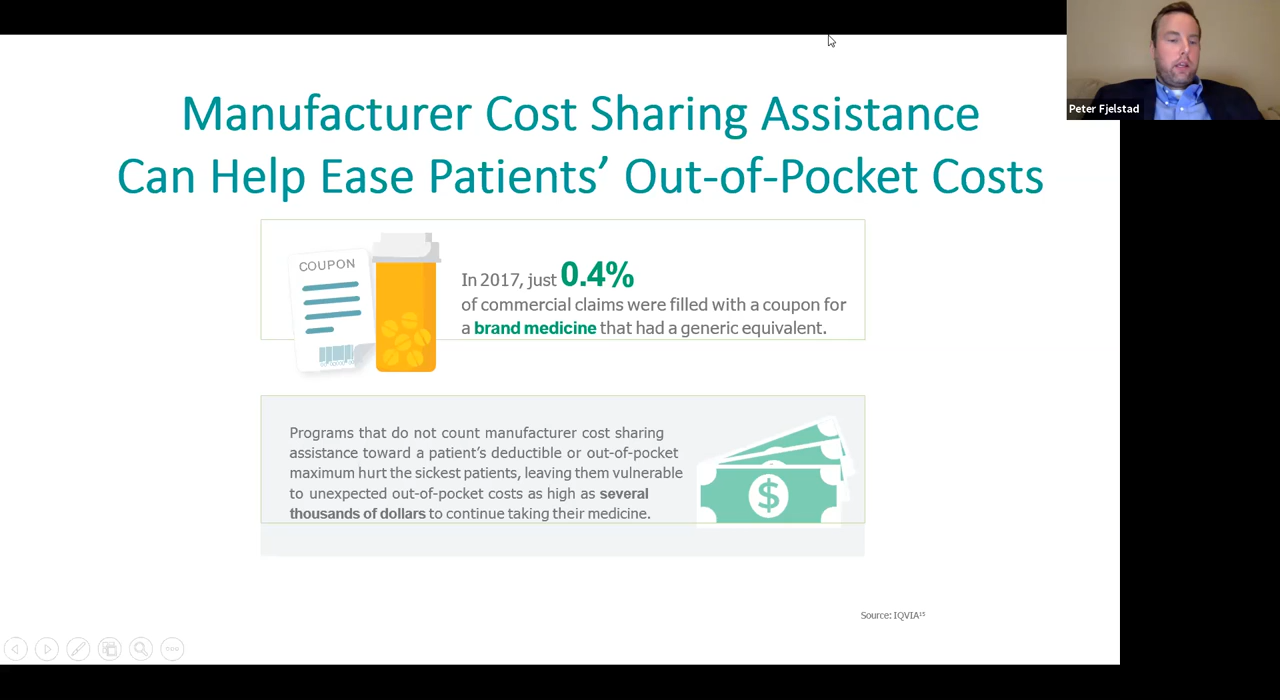 Manufacturer Cost Sharing Assistance
Can Help Ease Patients’ Out-of-Pocket Costs
Peter Fjelstad
COUPON
In 2017, just 0.4%
of commercial claims were filled with a coupon for
a brand medicine that had a generic equivalent.
Programs that do not count manufacturer cost sharing
assistance toward a patient’s deductible or out-of-pocket
maximum hurt the sickest patients, leaving them vulnerable
to unexpected out-of-pocket costs as high as several
thousands of dollars to continue taking their medicine.
$
Source: IQVIA¹⁵